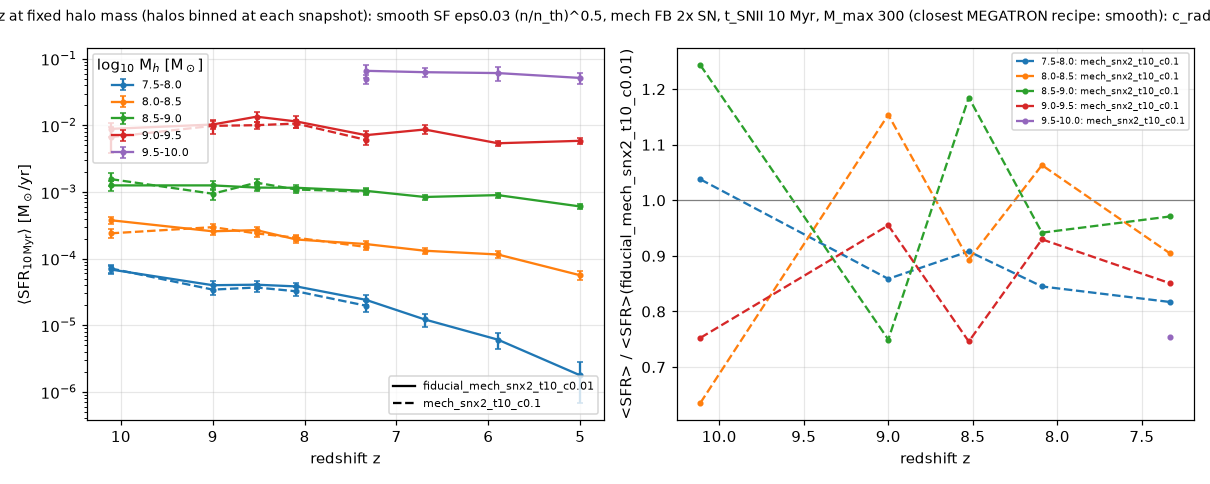 z at fixed halo mass (halos binned at each snapshot): smooth SF eps0.03 (n/n_th)^0.5, mech FB 2x SN, t_SNII 10 Myr, M_max 300 (closest MEGATRON recipe: smooth): c_rad
log₁₀ M_h [M_⊙]
7.5-8.0
8.0-8.5
8.5-9.0
9.0-9.5
9.5-10.0
fiducial_mech_snx2_t10_c0.01
mech_snx2_t10_c0.1
10⁻¹
10⁻²
10⁻³
10⁻⁴
10⁻⁵
10⁻⁶
⟨SFR₁₀ Myr⟩ [M_⊙/yr]
10
9
8
7
6
5
redshift z
7.5-8.0: mech_snx2_t10_c0.1
8.0-8.5: mech_snx2_t10_c0.1
8.5-9.0: mech_snx2_t10_c0.1
9.0-9.5: mech_snx2_t10_c0.1
9.5-10.0: mech_snx2_t10_c0.1
1.2
1.1
1.0
0.9
0.8
0.7
<SFR> / <SFR>(fiducial_mech_snx2_t10_c0.01)
10.0
9.5
9.0
8.5
8.0
7.5
redshift z